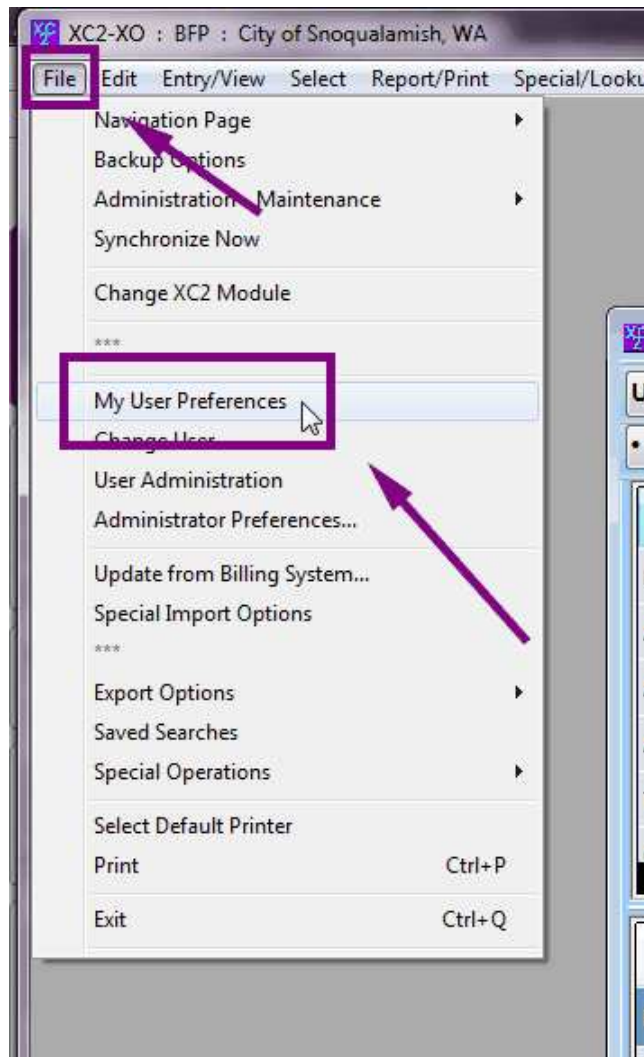 XC2 XC2-XO : BFP : City of Snoqualamish, WA
File Edit Entry/View Select Report/Print
Navigation Page
Backup Options
Administration - Maintenance
Synchronize Now
Change XC2 Module
***
My User Preferences
Change User
User Administration
Administrator Preferences...
Update from Billing System...
Special Import Options
***
Export Options
Saved Searches
Special Operations
Select Default Printer
Print Ctrl+P
Exit Ctrl+Q